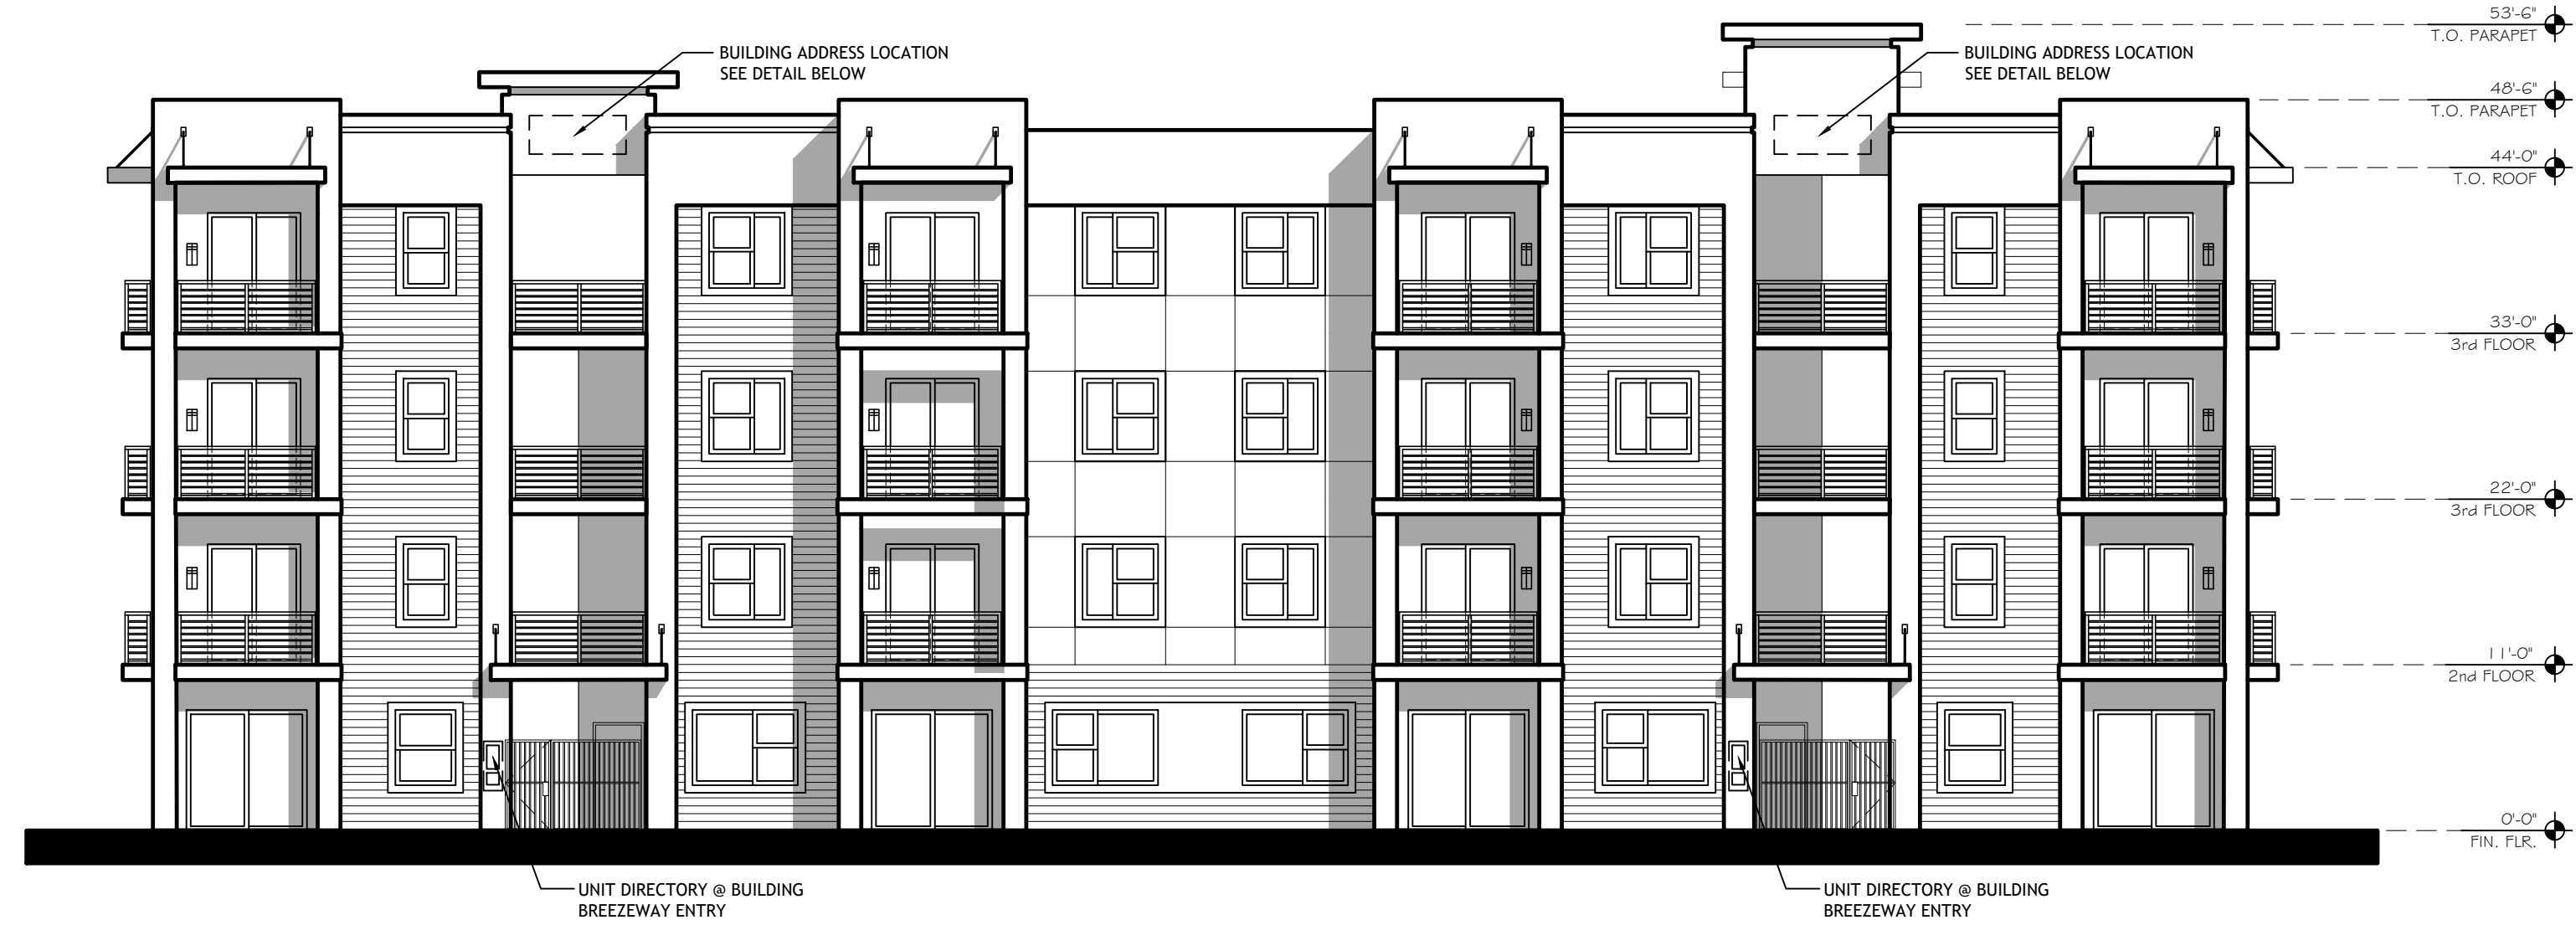 53'-6"
T.O. PARAPET
BUILDING ADDRESS LOCATION
SEE DETAIL BELOW
BUILDING ADDRESS LOCATION
SEE DETAIL BELOW
48'-6"
T.O. PARAPET
44'-0"
T.O. ROOF
33'-0"
3rd FLOOR
22'-0"
3rd FLOOR
11'-0"
2nd FLOOR
0'-0"
FIN. FLR.
UNIT DIRECTORY @ BUILDING
BREEZEWAY ENTRY
UNIT DIRECTORY @ BUILDING
BREEZEWAY ENTRY